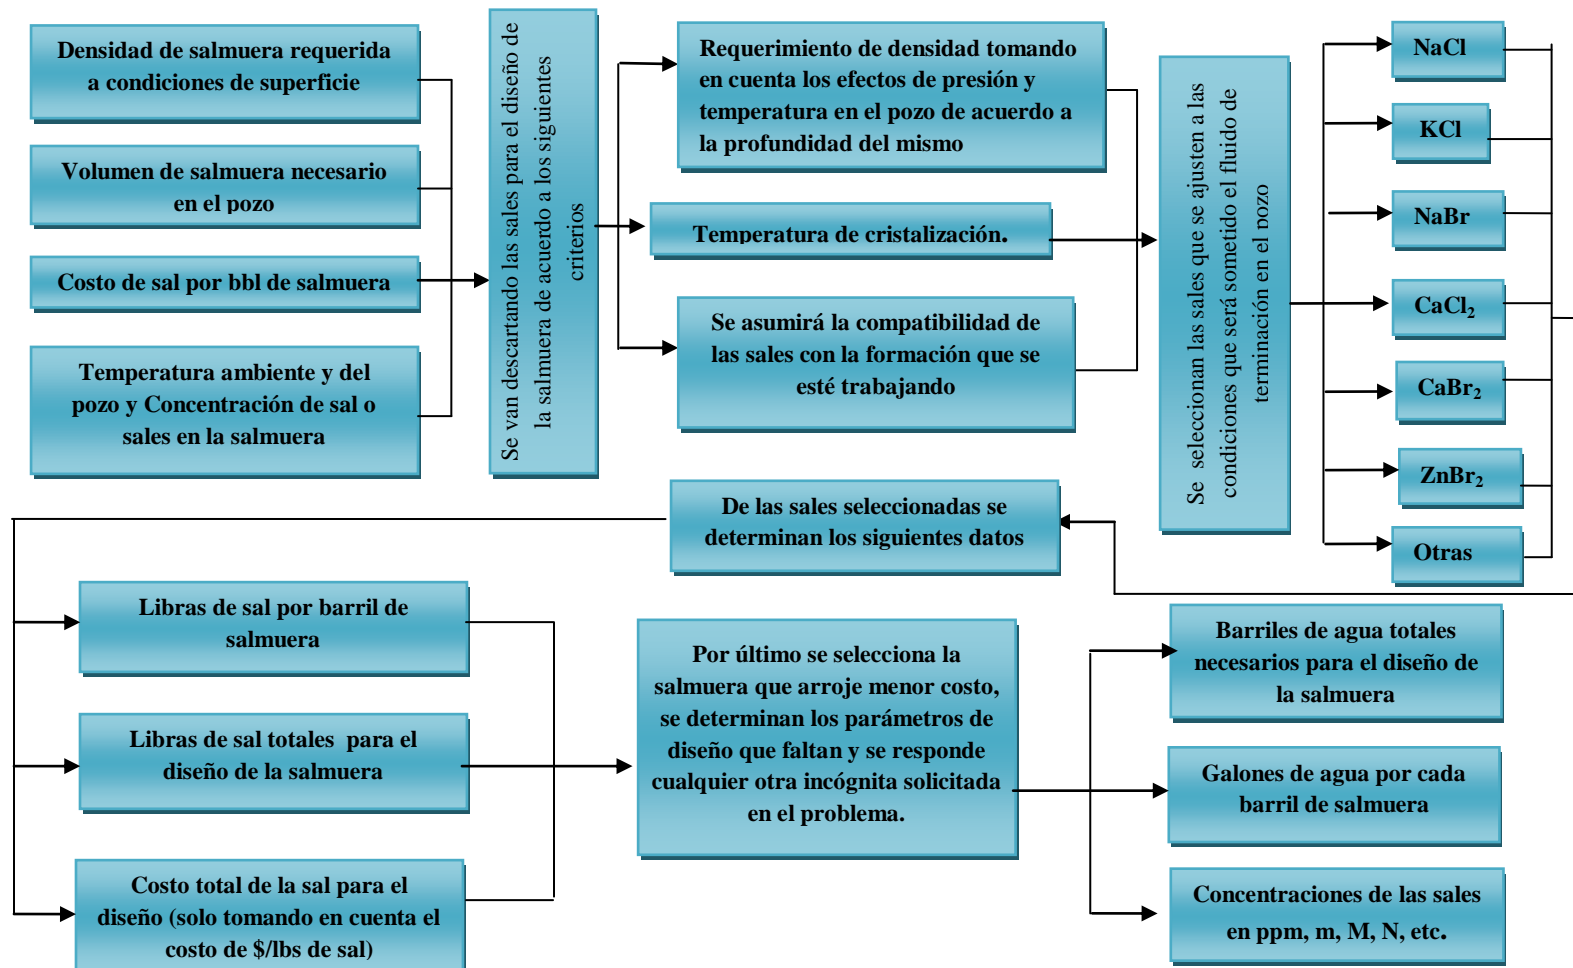 Densidad de salmuera requerida
a condiciones de superficie
Volumen de salmuera necesario
en el pozo
Costo de sal por bbl de salmuera
Temperatura ambiente y del
pozo y Concentración de sal o
sales en la salmuera
Se van descartando las sales para el diseño de
la salmuera de acuerdo a los siguientes
criterios
Requerimiento de densidad tomando
en cuenta los efectos de presión y
temperatura en el pozo de acuerdo a
la profundidad del mismo
Temperatura de cristalización.
Se asumirá la compatibilidad de
las sales con la formación que se
esté trabajando
Se seleccionan las sales que se ajusten a las
condiciones que será sometido el fluido de
terminación en el pozo
NaCl
KCl
NaBr
CaCl₂
CaBr₂
ZnBr₂
Otras
De las sales seleccionadas se
determinan los siguientes datos
Libras de sal por barril de
salmuera
Libras de sal totales para el
diseño de la salmuera
Costo total de la sal para el
diseño (solo tomando en cuenta el
costo de $/lbs de sal)
Por último se selecciona la
salmuera que arroje menor costo,
se determinan los parámetros de
diseño que faltan y se responde
cualquier otra incógnita solicitada
en el problema.
Barriles de agua totales
necesarios para el diseño de
la salmuera
Galones de agua por cada
barril de salmuera
Concentraciones de las sales
en ppm, m, M, N, etc.